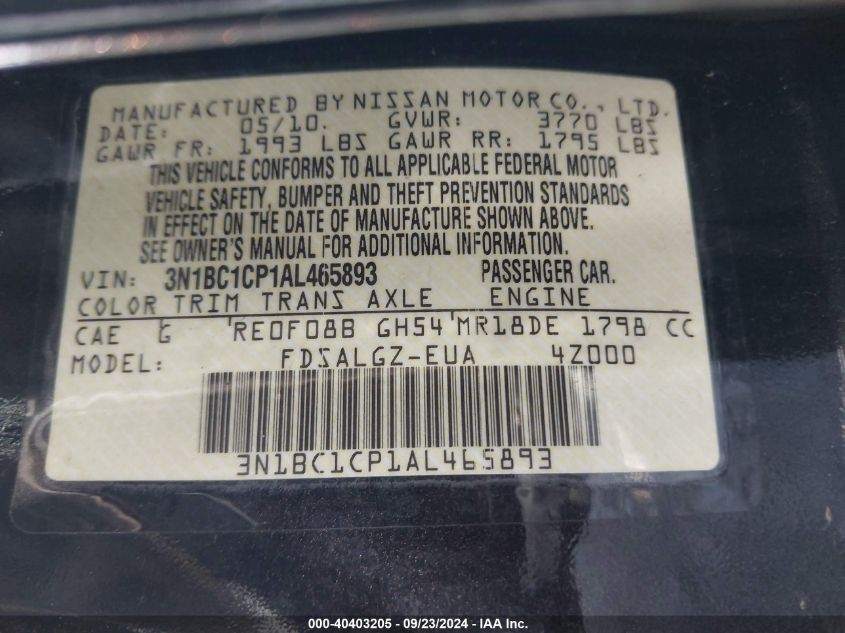 MANUFACTURED BY NISSAN MOTOR CO., LTD.
DATE: 05/10. GVWR: 3770 LBS
GAWR FR: 1993 LBS GAWR RR: 1795 LBS
THIS VEHICLE CONFORMS TO ALL APPLICABLE FEDERAL MOTOR
VEHICLE SAFETY, BUMPER AND THEFT PREVENTION STANDARDS
IN EFFECT ON THE DATE OF MANUFACTURE SHOWN ABOVE.
SEE OWNER'S MANUAL FOR ADDITIONAL INFORMATION.
VIN: 3N1BC1CP1AL465893 PASSENGER CAR.
COLOR TRIM TRANS AXLE ENGINE
CAE G RE0F08B GH54 MR18DE 1798 CC
MODEL: FDSALGZ-EUA 4Z000
3N1BC1CP1AL465893
000-40403205 - 09/23/2024 - IAA Inc.